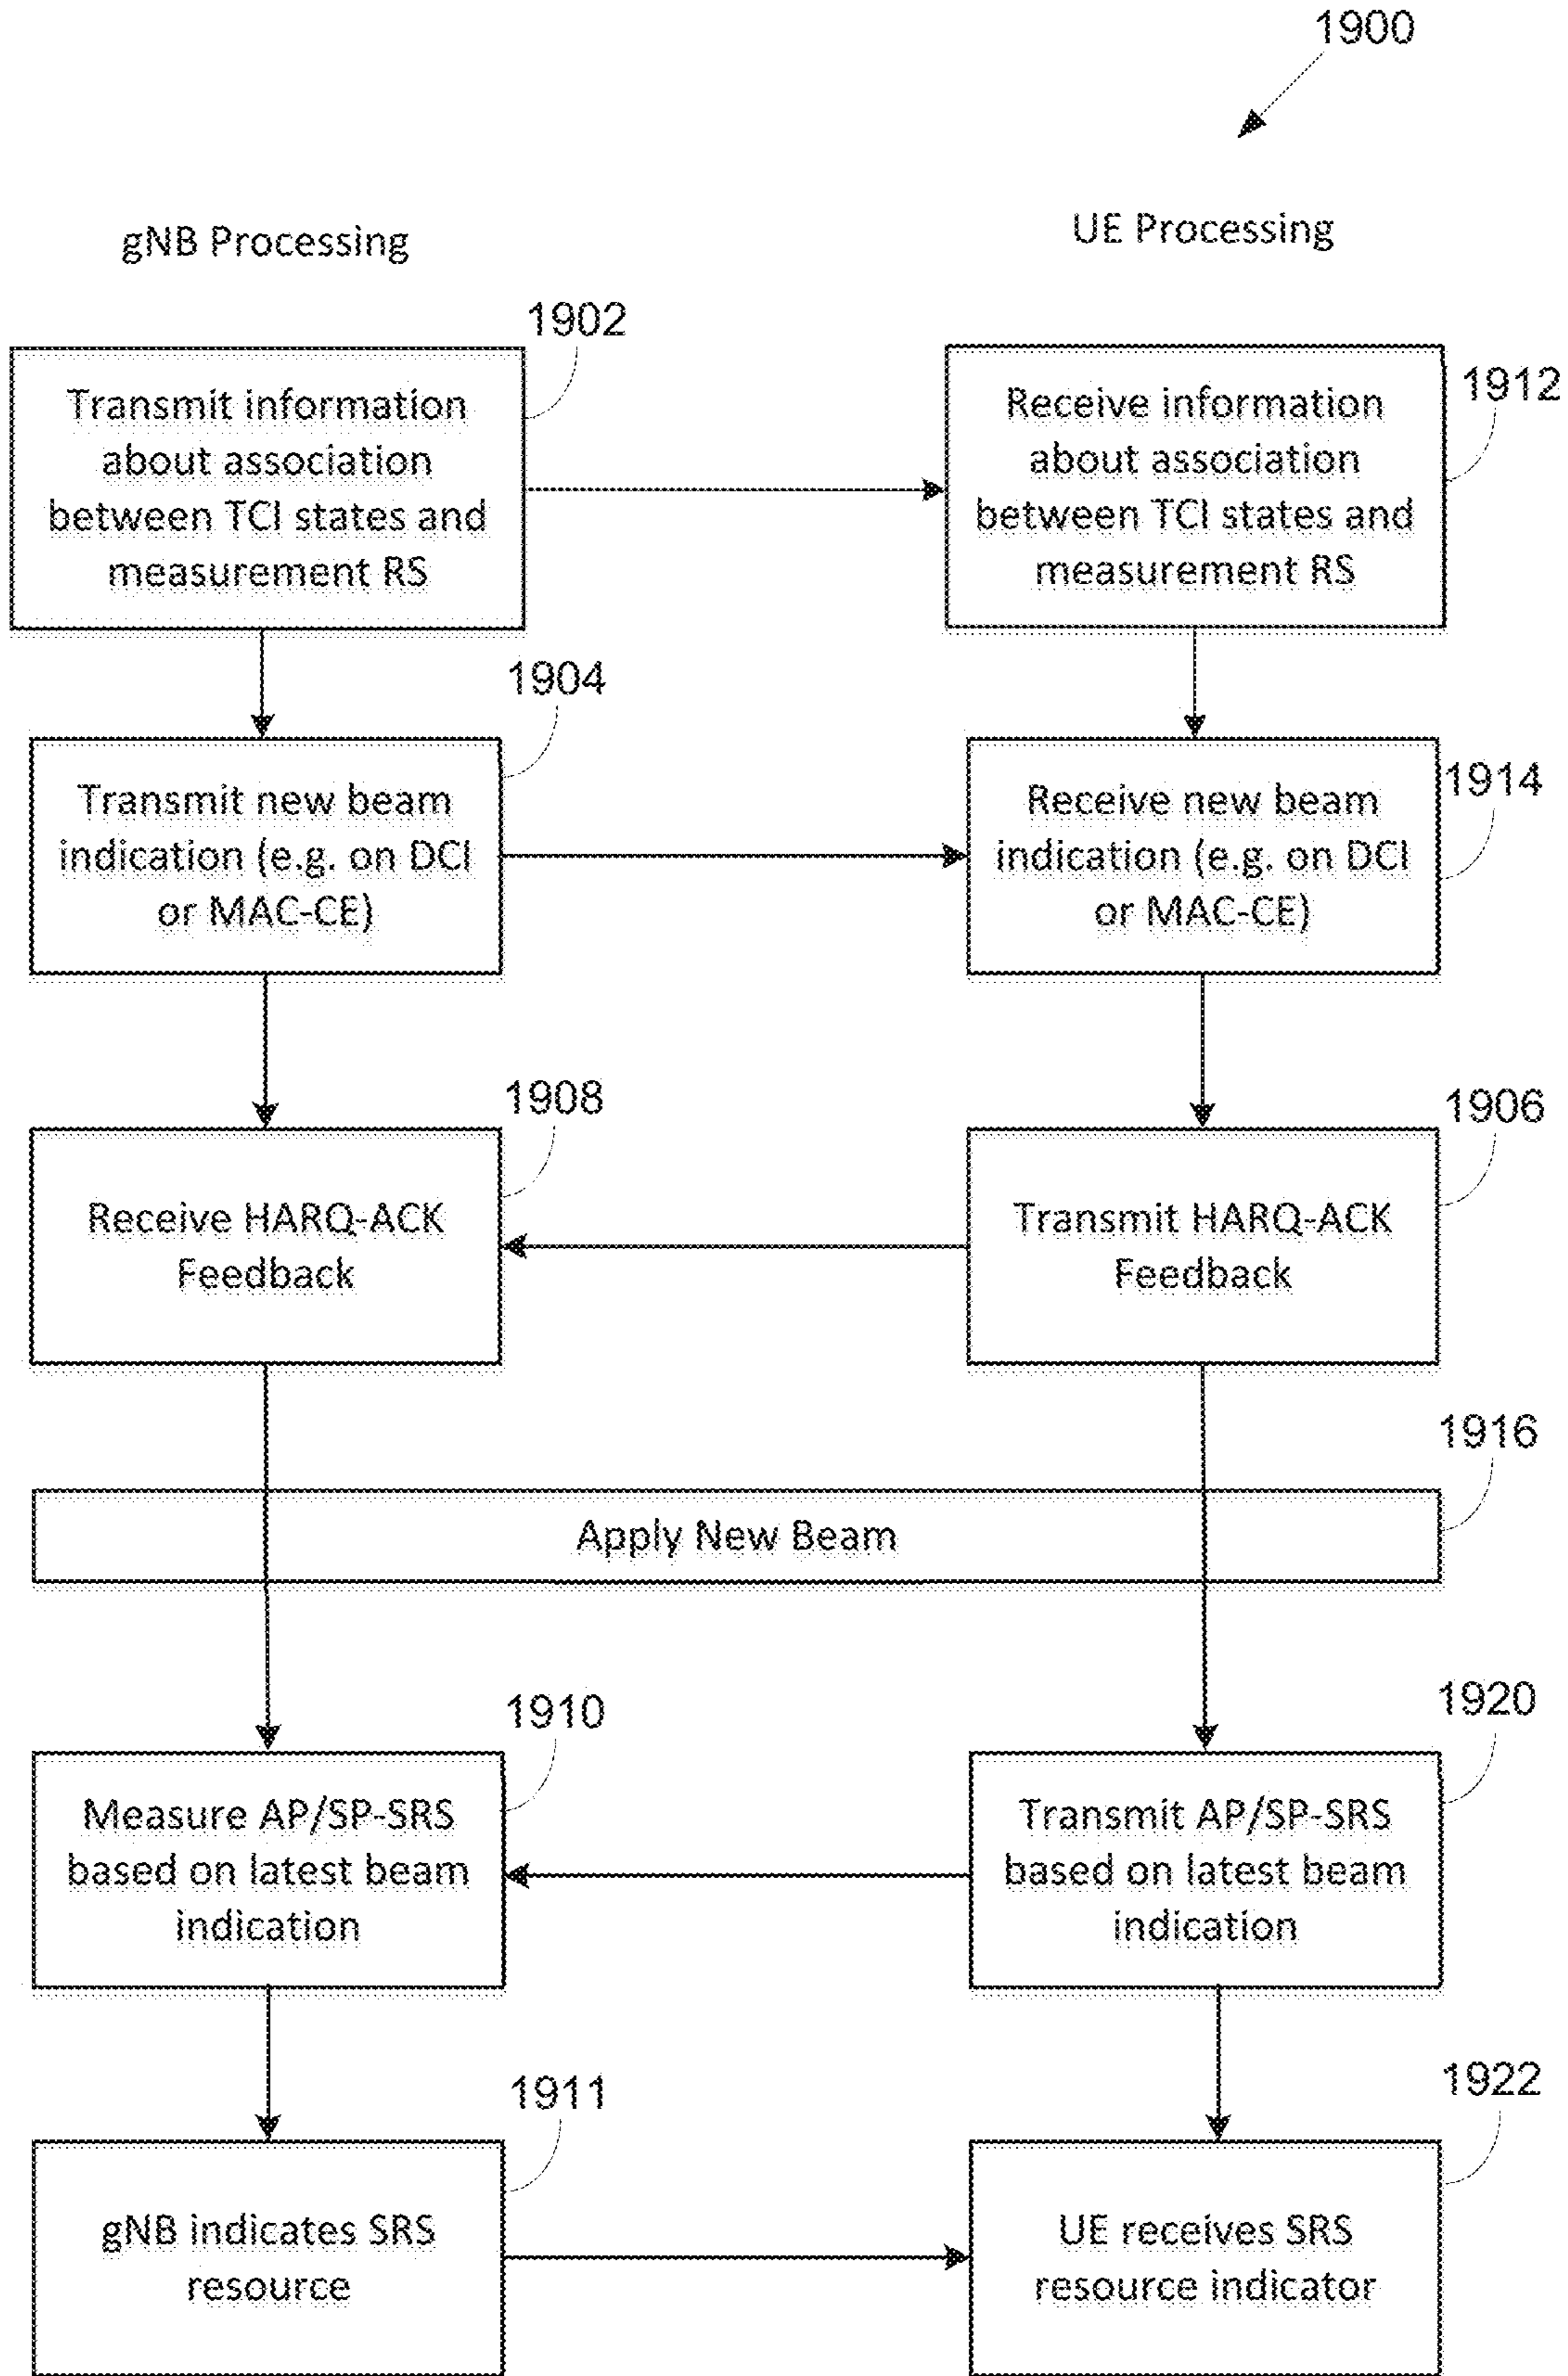 1900
gNB Processing
UE Processing
1902
Transmit information
about association
between TCI states and
measurement RS
1912
Receive information
about association
between TCI states and
measurement RS
1904
Transmit new beam
indication (e.g. on DCI
or MAC-CE)
1914
Receive new beam
indication (e.g. on DCI
or MAC-CE)
1908
Receive HARQ-ACK
Feedback
1906
Transmit HARQ-ACK
Feedback
1916
Apply New Beam
1910
Measure AP/SP-SRS
based on latest beam
indication
1920
Transmit AP/SP-SRS
based on latest beam
indication
1911
gNB indicates SRS
resource
1922
UE receives SRS
resource indicator